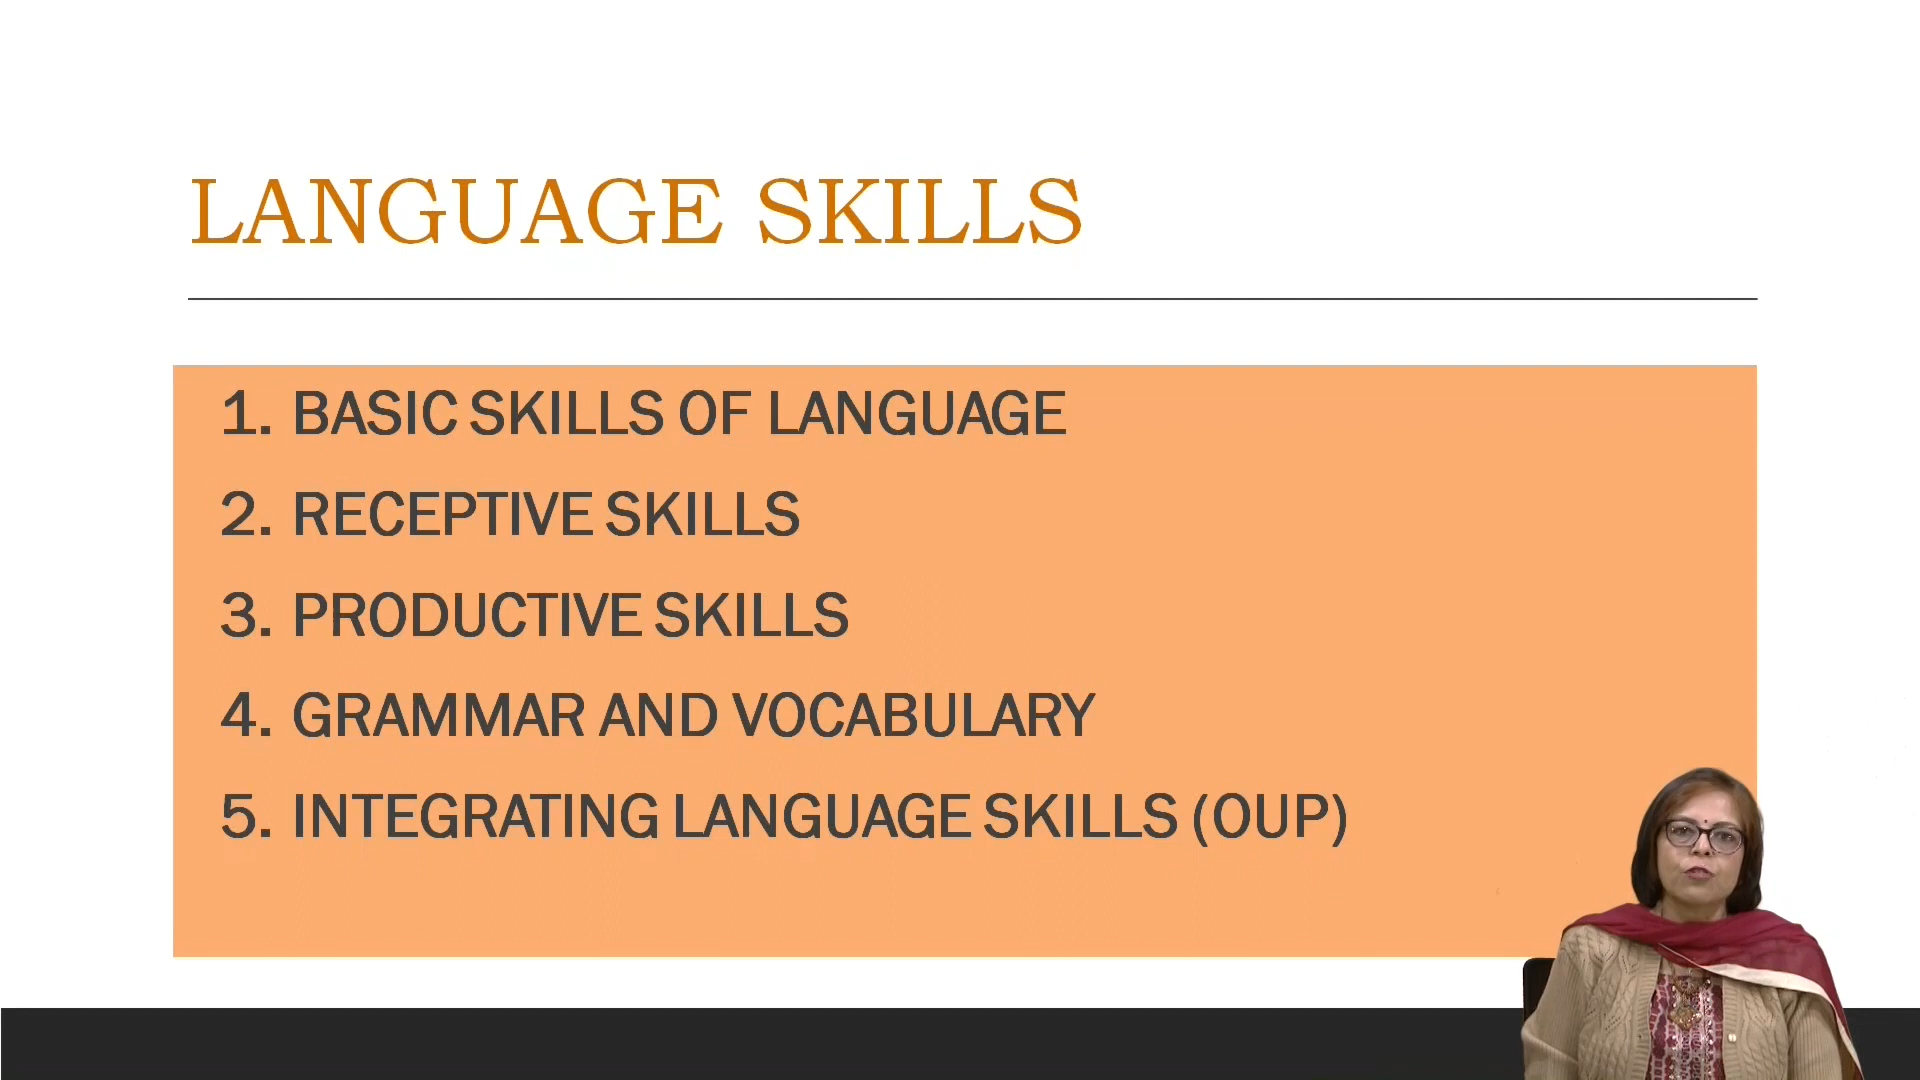 LANGUAGE SKILLS
1. BASIC SKILLS OF LANGUAGE
2. RECEPTIVE SKILLS
3. PRODUCTIVE SKILLS
4. GRAMMAR AND VOCABULARY
5. INTEGRATING LANGUAGE SKILLS (OUP)